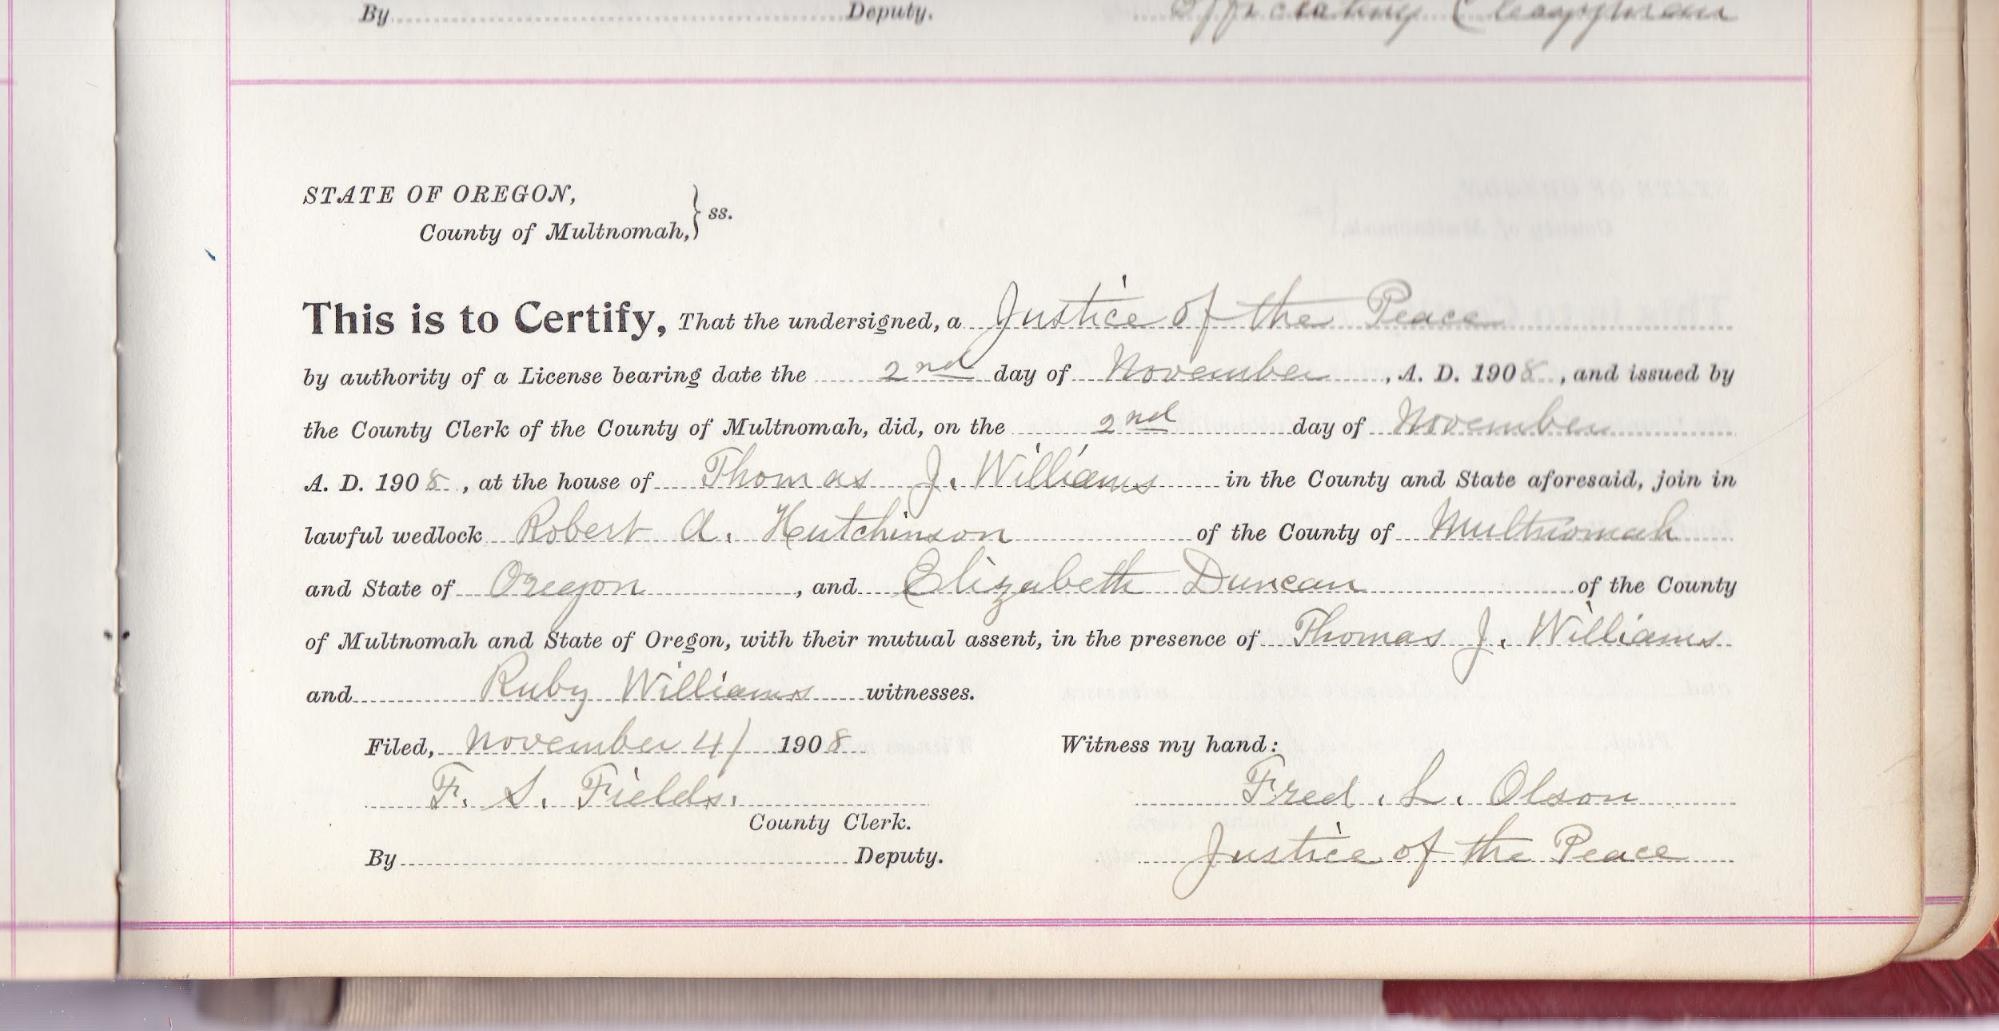 By Deputy. Officiating Clergyman
STATE OF OREGON,
County of Multnomah, } ss.
This is to Certify, That the undersigned, a Justice of the Peace
by authority of a License bearing date the 2nd day of November, A. D. 1908, and issued by
the County Clerk of the County of Multnomah, did, on the 2nd day of November
A. D. 1908, at the house of Thomas J. Williams in the County and State aforesaid, join in
lawful wedlock Robert A. Hutchinson of the County of Multnomah
and State of Oregon, and Elizabeth Duncan of the County
of Multnomah and State of Oregon, with their mutual assent, in the presence of Thomas J. Williams
and Ruby Williams witnesses.
Filed, November 4/ 1908 Witness my hand:
F. S. Fields. Fred. L. Olson
County Clerk.
By Deputy. Justice of the Peace